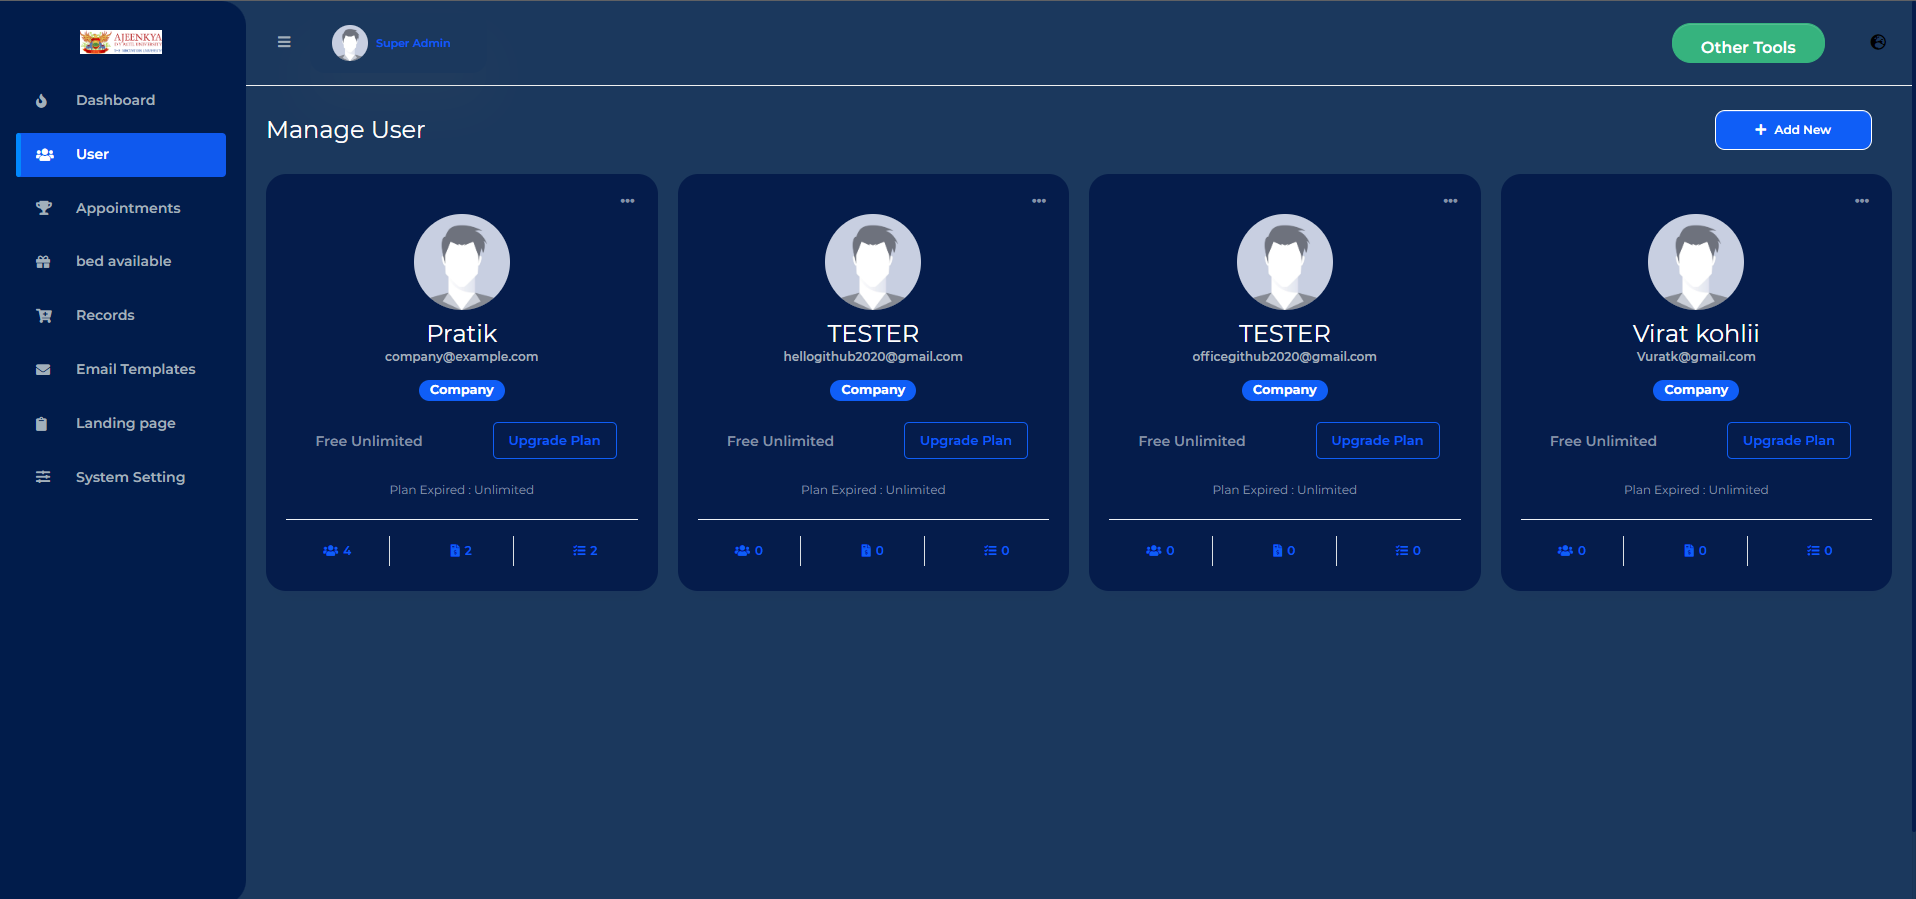 AJEENKYA
Super Admin
Other Tools
Dashboard
User
Appointments
bed available
Records
Email Templates
Landing page
System Setting
Manage User
Add New
Pratik
company@example.com
Company
Free Unlimited
Upgrade Plan
Plan Expired : Unlimited
4
2
2
TESTER
hellogithub2020@gmail.com
Company
Free Unlimited
Upgrade Plan
Plan Expired : Unlimited
0
0
0
TESTER
officegithub2020@gmail.com
Company
Free Unlimited
Upgrade Plan
Plan Expired : Unlimited
0
0
0
Virat kohlii
Vuratk@gmail.com
Company
Free Unlimited
Upgrade Plan
Plan Expired : Unlimited
0
0
0